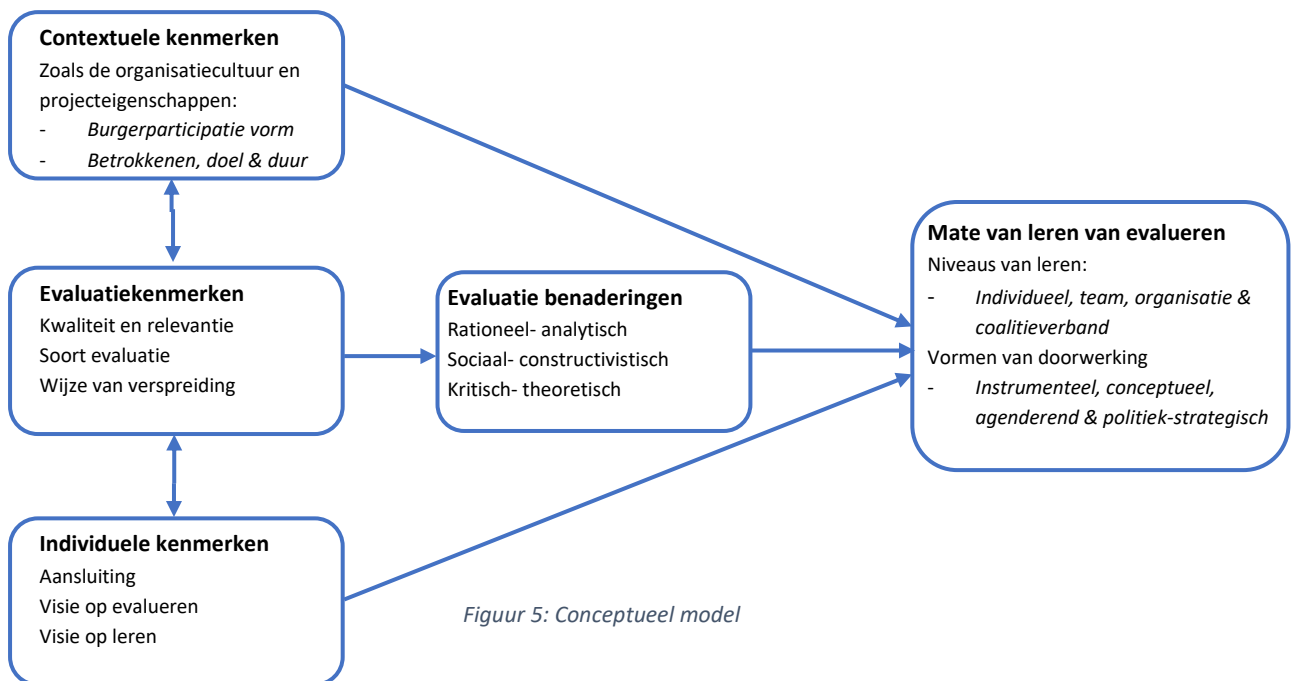 Contextuele kenmerken
Zoals de organisatiecultuur en
projecteigenschappen:
- Burgerparticipatie vorm
- Betrokkenen, doel & duur
Evaluatiekenmerken
Kwaliteit en relevantie
Soort evaluatie
Wijze van verspreiding
Individuele kenmerken
Aansluiting
Visie op evalueren
Visie op leren
Evaluatie benaderingen
Rationeel- analytisch
Sociaal- constructivistisch
Kritisch- theoretisch
Mate van leren van evalueren
Niveaus van leren:
- Individueel, team, organisatie &
coalitieverband
Vormen van doorwerking
- Instrumenteel, conceptueel,
agenderend & politiek-strategisch
Figuur 5: Conceptueel model